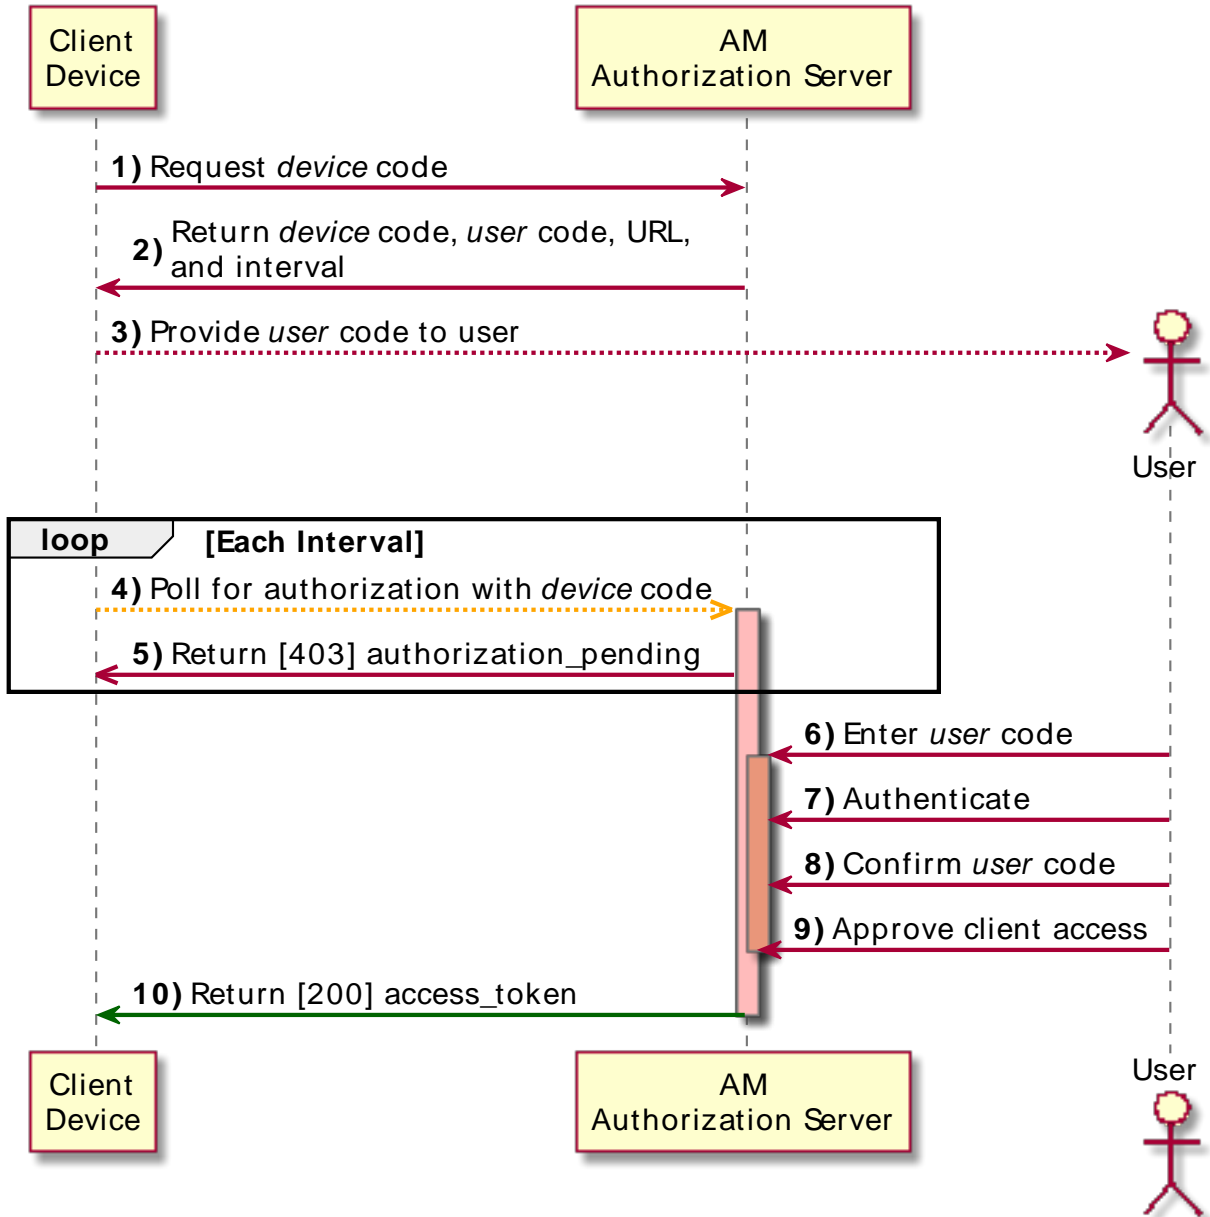 Client
Device
AM
Authorization Server
1) Request device code
2) Return device code, user code, URL,
and interval
3) Provide user code to user
User
loop [Each Interval]
4) Poll for authorization with device code
5) Return [403] authorization_pending
6) Enter user code
7) Authenticate
8) Confirm user code
9) Approve client access
10) Return [200] access_token
Client
Device
AM
Authorization Server
User